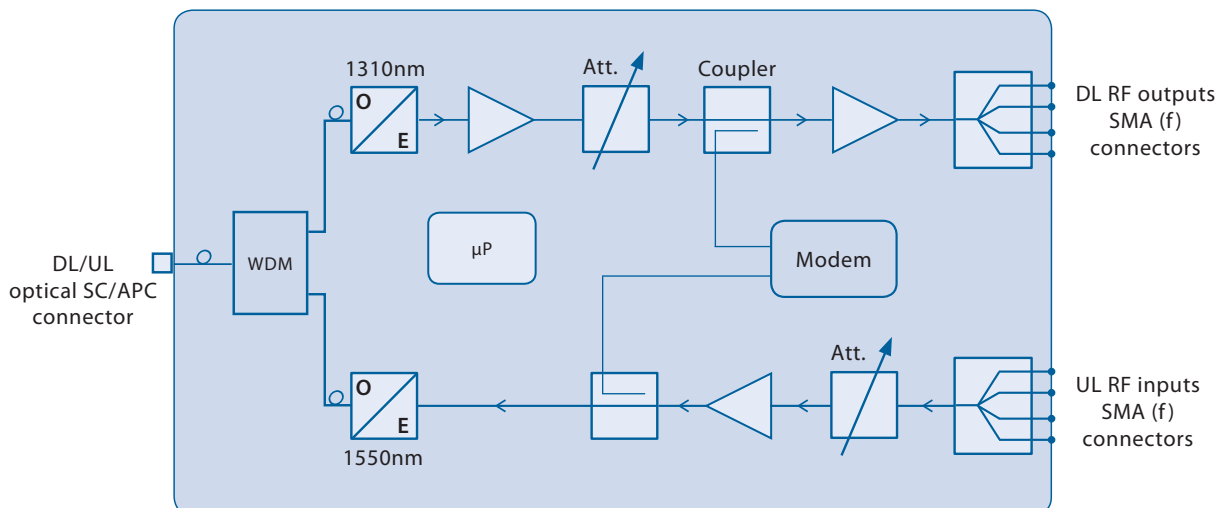 1310nm
Att.
Coupler
O
E
DL RF outputs
SMA (f)
connectors
µP
WDM
Modem
DL/UL
optical SC/APC
connector
Att.
O
E
1550nm
UL RF inputs
SMA (f)
connectors